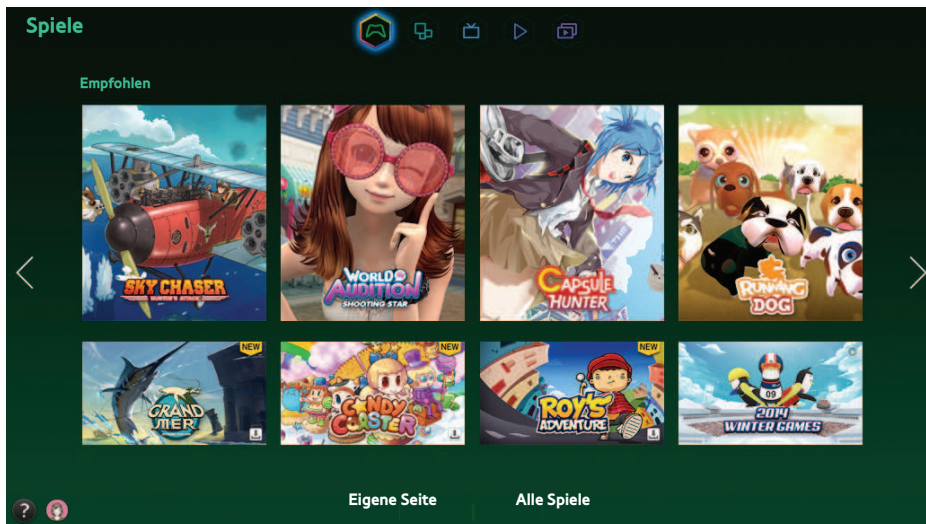 Spiele
Empfohlen
SKY CHASER
HUNTER'S ATTACK
WORLD
AUDITION
SHOOTING STAR
CAPSULE
HUNTER
RUNNING
DOG
NEW
GRAND
MER
NEW
CANDY
COASTER
NEW
ROY'S
ADVENTURE
09
2014
WINTER GAMES
Eigene Seite
Alle Spiele
?